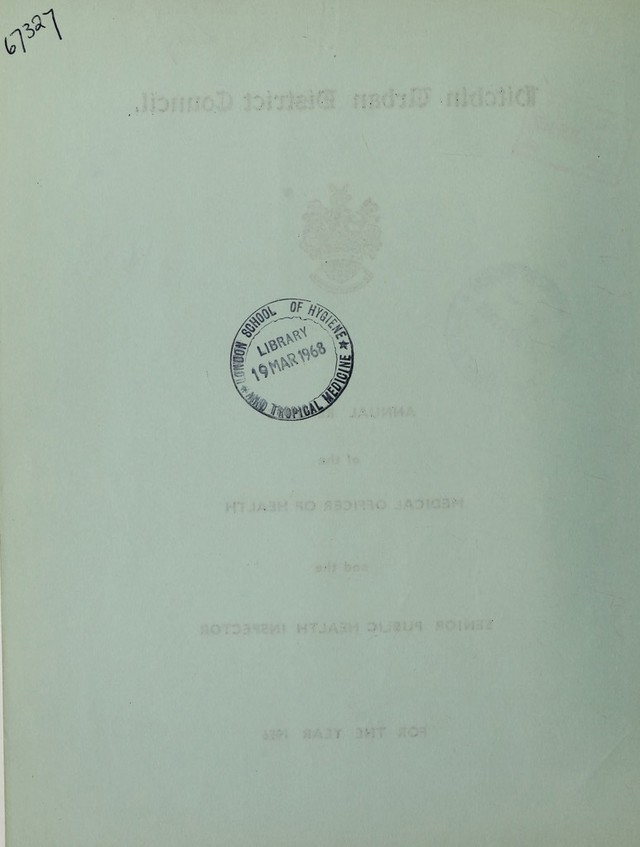 67327
Hitchin Urban District Council.
LONDON SCHOOL OF HYGIENE
AND TROPICAL MEDICINE
LIBRARY
19 MAR 1968
ANNUAL
of the
MEDICAL OFFICER OF HEALTH
and the
SENIOR PUBLIC HEALTH INSPECTOR
FOR THE YEAR